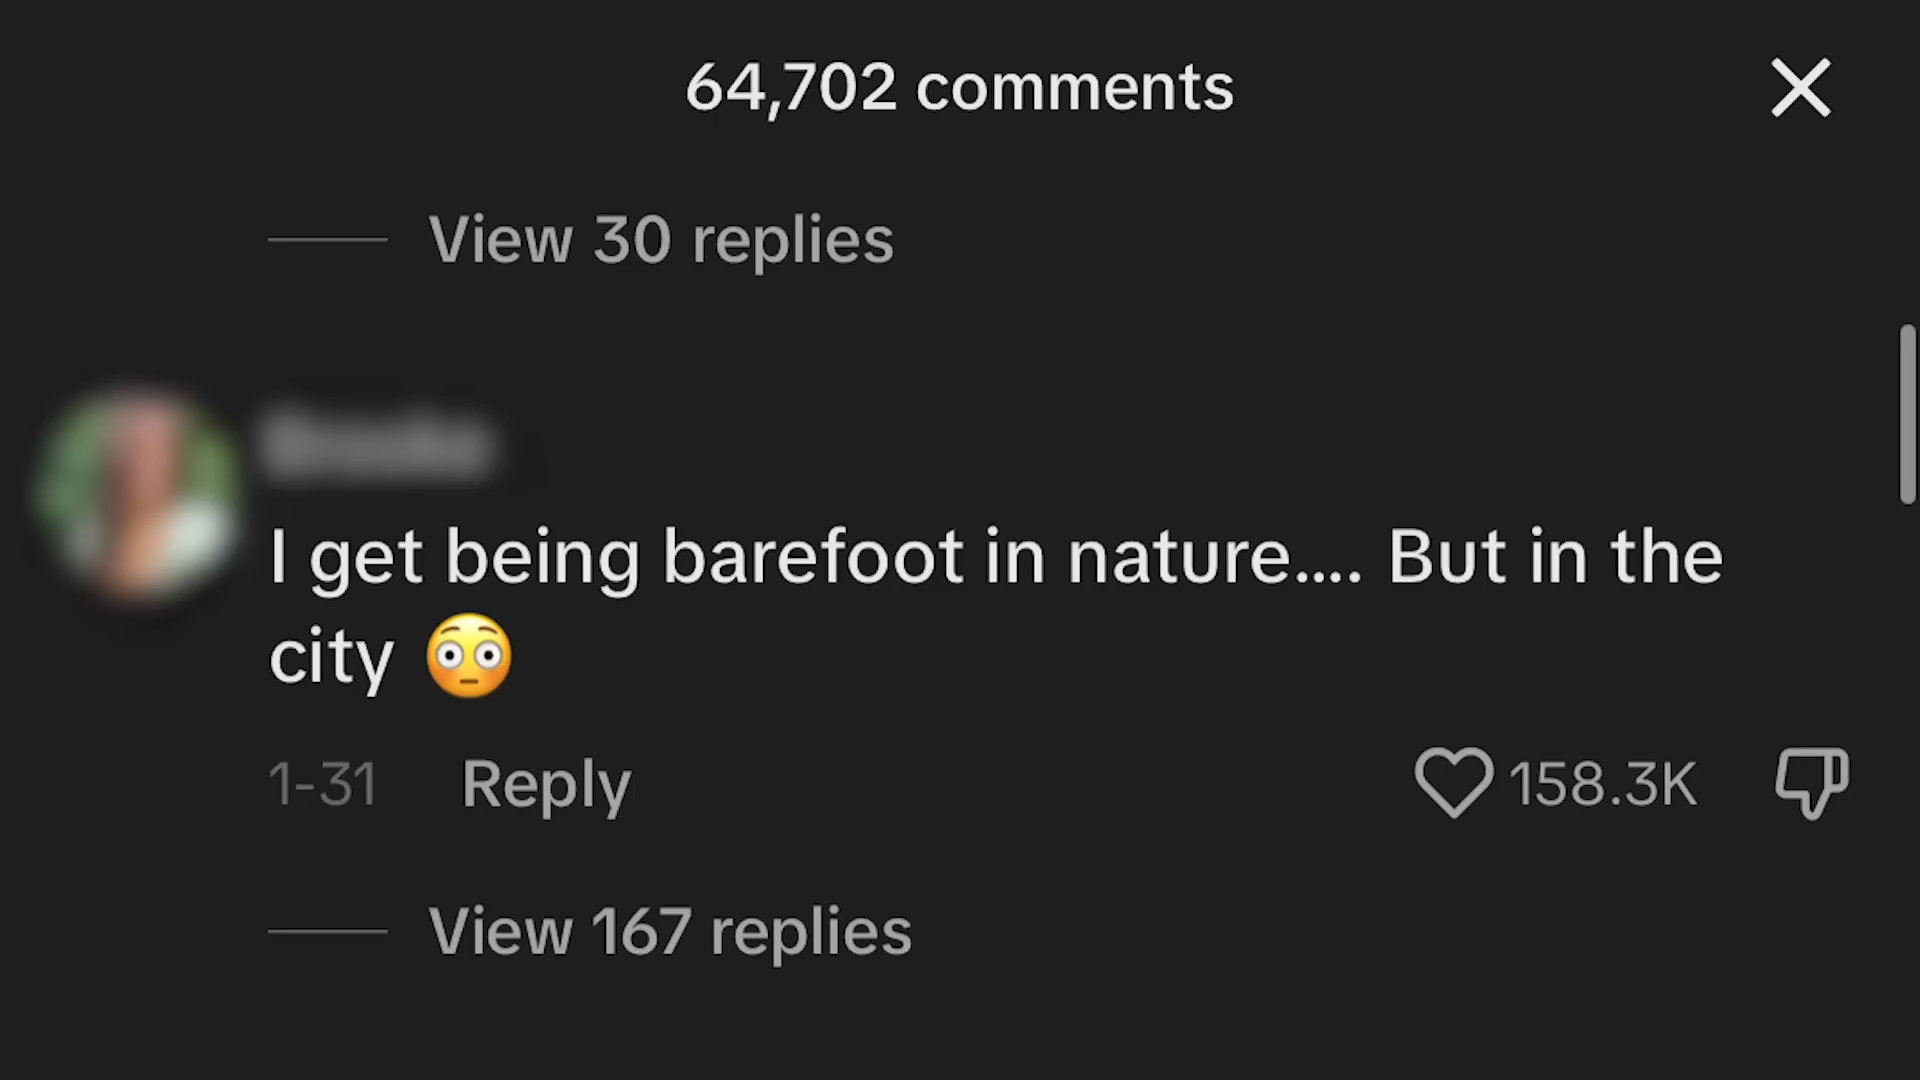 64,702 comments
View 30 replies
I get being barefoot in nature.... But in the
city 😳
1-31 Reply 158.3K
View 167 replies